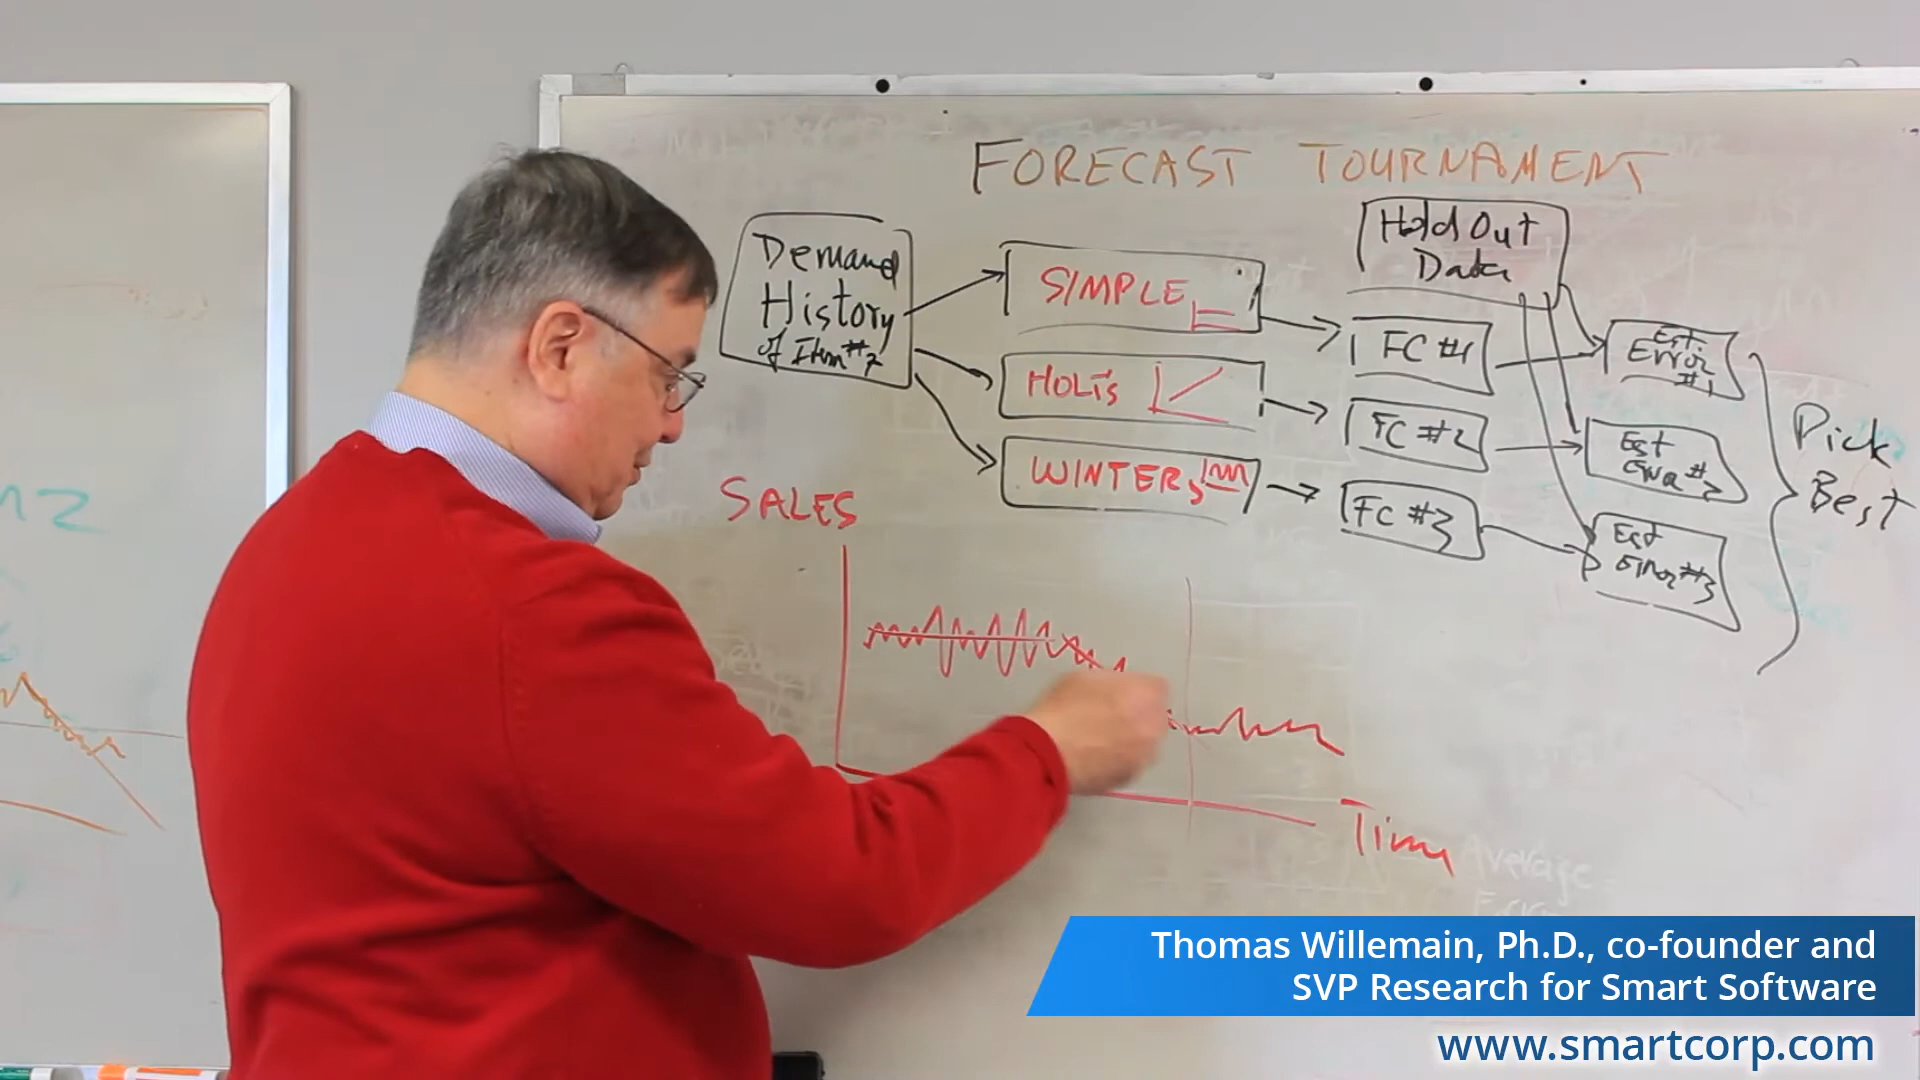 FORECAST TOURNAMENT
Demand
History
of Item #7
SIMPLE
HOLTS
WINTERS
Hold Out
Data
FC #1
FC #2
FC #3
Est
Error
#1
Est
Error #2
Est
Error #3
Pick
Best
SALES
Time
Average
Thomas Willemain, Ph.D., co-founder and
SVP Research for Smart Software
www.smartcorp.com